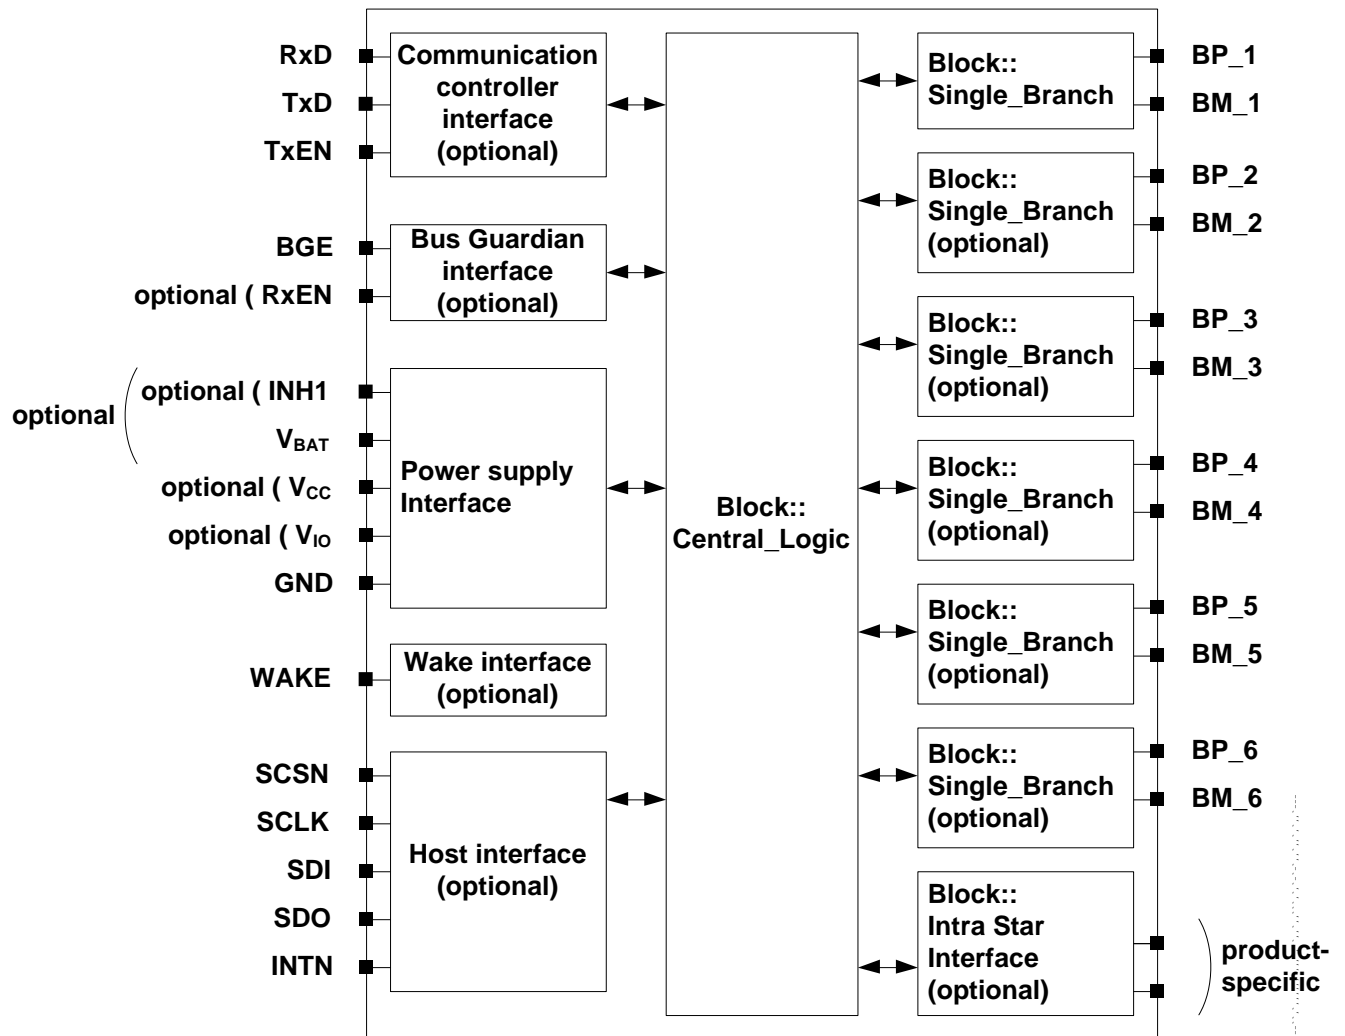 RxD
TxD
TxEN
Communication
controller
interface
(optional)
BGE
optional ( RxEN
Bus Guardian
interface
(optional)
optional
optional ( INH1
VBAT
optional ( VCC
optional ( VIO
GND
Power supply
Interface
WAKE
Wake interface
(optional)
SCSN
SCLK
SDI
SDO
INTN
Host interface
(optional)
Block::
Central_Logic
Block::
Single_Branch
BP_1
BM_1
Block::
Single_Branch
(optional)
BP_2
BM_2
Block::
Single_Branch
(optional)
BP_3
BM_3
Block::
Single_Branch
(optional)
BP_4
BM_4
Block::
Single_Branch
(optional)
BP_5
BM_5
Block::
Single_Branch
(optional)
BP_6
BM_6
Block::
Intra Star
Interface
(optional)
product-
specific